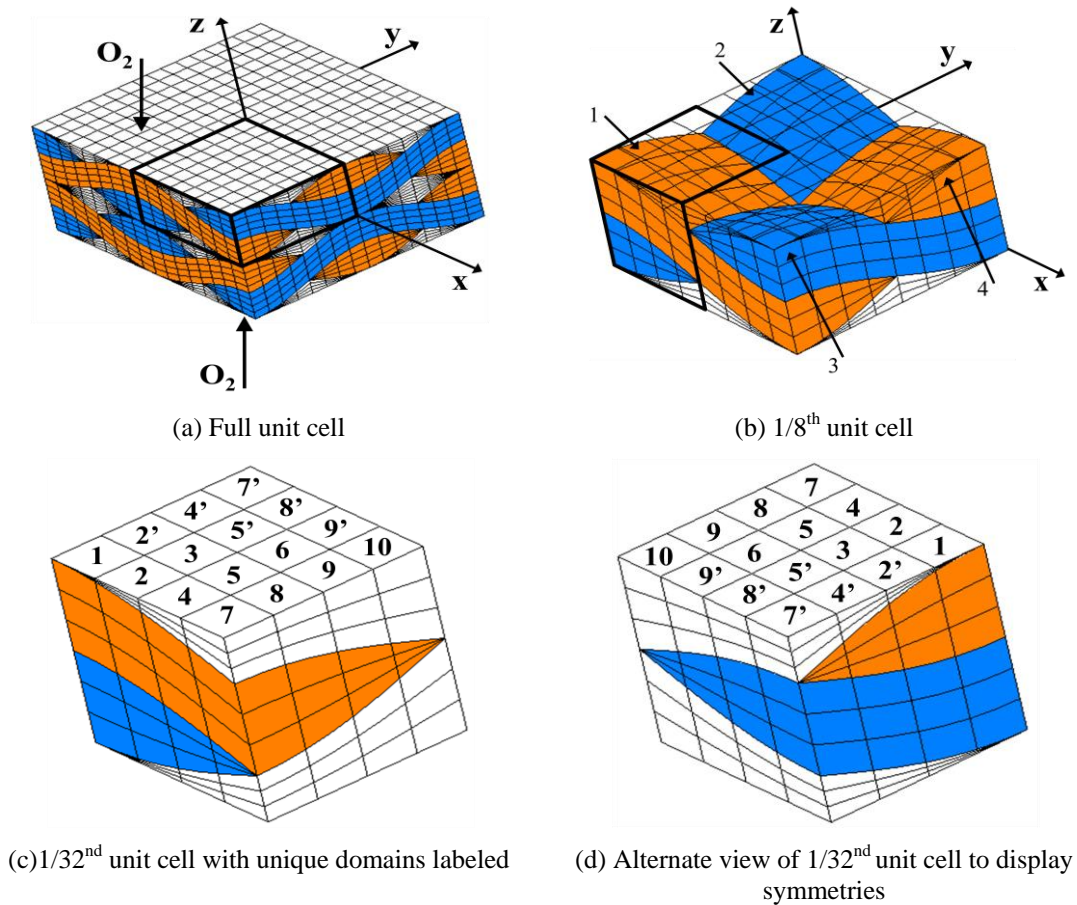 z
y
O2
x
O2
(a) Full unit cell
z
y
2
1
x
4
3
(b) 1/8th unit cell
7’
4’ 8’
2’ 5’ 9’
1 3 6 10
2 5 9
4 8
7
(c)1/32nd unit cell with unique domains labeled
7
8 4
9 5 2
10 6 3 1
9’ 5’ 2’
8’ 4’
7’
(d) Alternate view of 1/32nd unit cell to display
symmetries